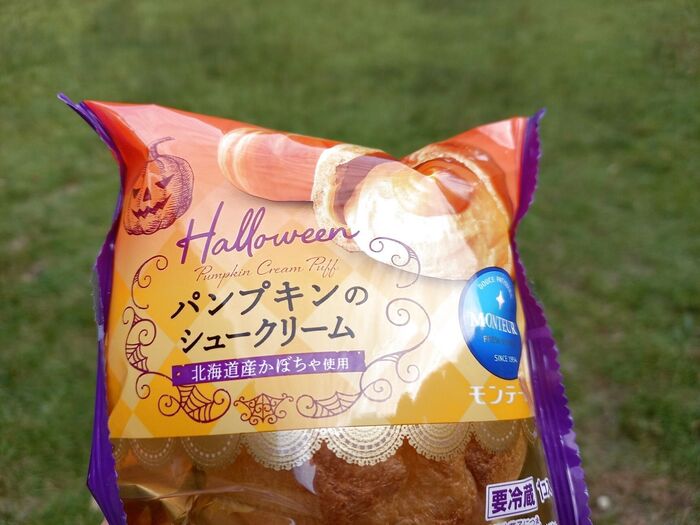 Halloween
Pumpkin Cream Puff
パンプキンの
シュークリーム
北海道産かぼちゃ使用
MONTEUR
SINCE 1954
モンテ
要冷蔵